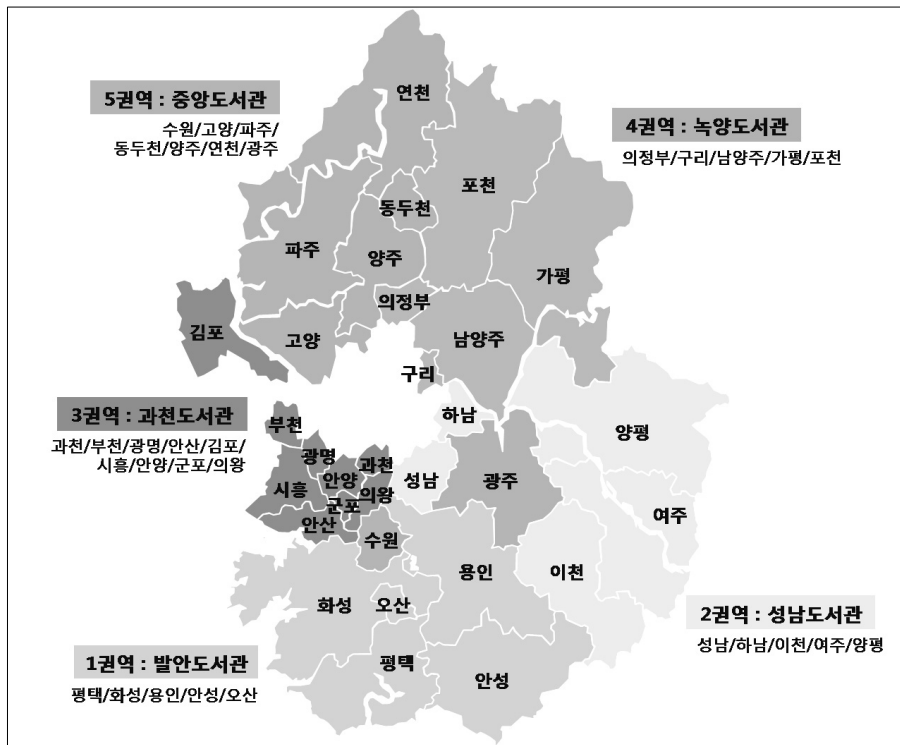 5권역 : 중앙도서관
수원/고양/파주/
동두천/양주/연천/광주
연천
4권역 : 녹양도서관
의정부/구리/남양주/가평/포천
포천
동두천
파주
양주
가평
의정부
김포
고양
남양주
구리
3권역 : 과천도서관
과천/부천/광명/안산/김포/
시흥/안양/군포/의왕
부천
하남
양평
광명
과천
안양
성남
광주
시흥
의왕
군포
여주
안산
수원
용인
이천
화성
오산
2권역 : 성남도서관
성남/하남/이천/여주/양평
1권역 : 발안도서관
평택/화성/용인/안성/오산
평택
안성